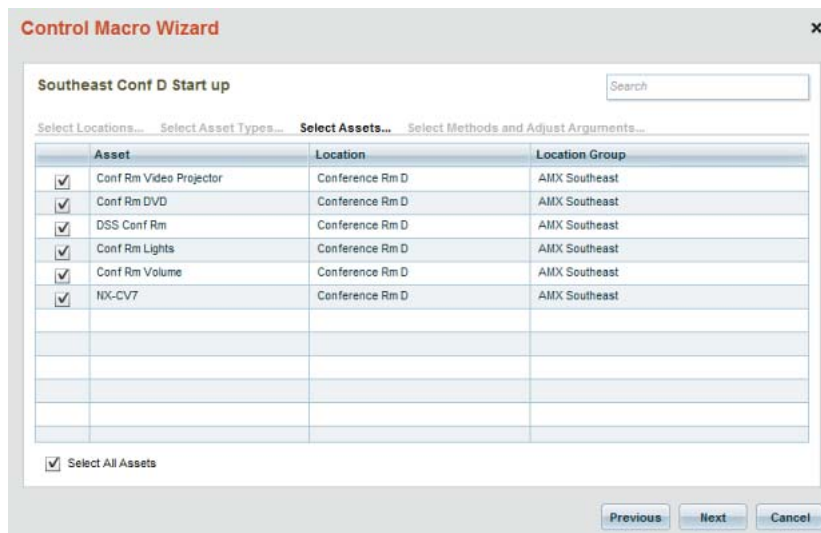 Control Macro Wizard
Southeast Conf D Start up
Search
Select Locations... Select Asset Types... Select Assets... Select Methods and Adjust Arguments...
Asset Location Location Group
Conf Rm Video Projector Conference Rm D AMX Southeast
Conf Rm DVD Conference Rm D AMX Southeast
DSS Conf Rm Conference Rm D AMX Southeast
Conf Rm Lights Conference Rm D AMX Southeast
Conf Rm Volume Conference Rm D AMX Southeast
NX-CV7 Conference Rm D AMX Southeast
Select All Assets
Previous Next Cancel